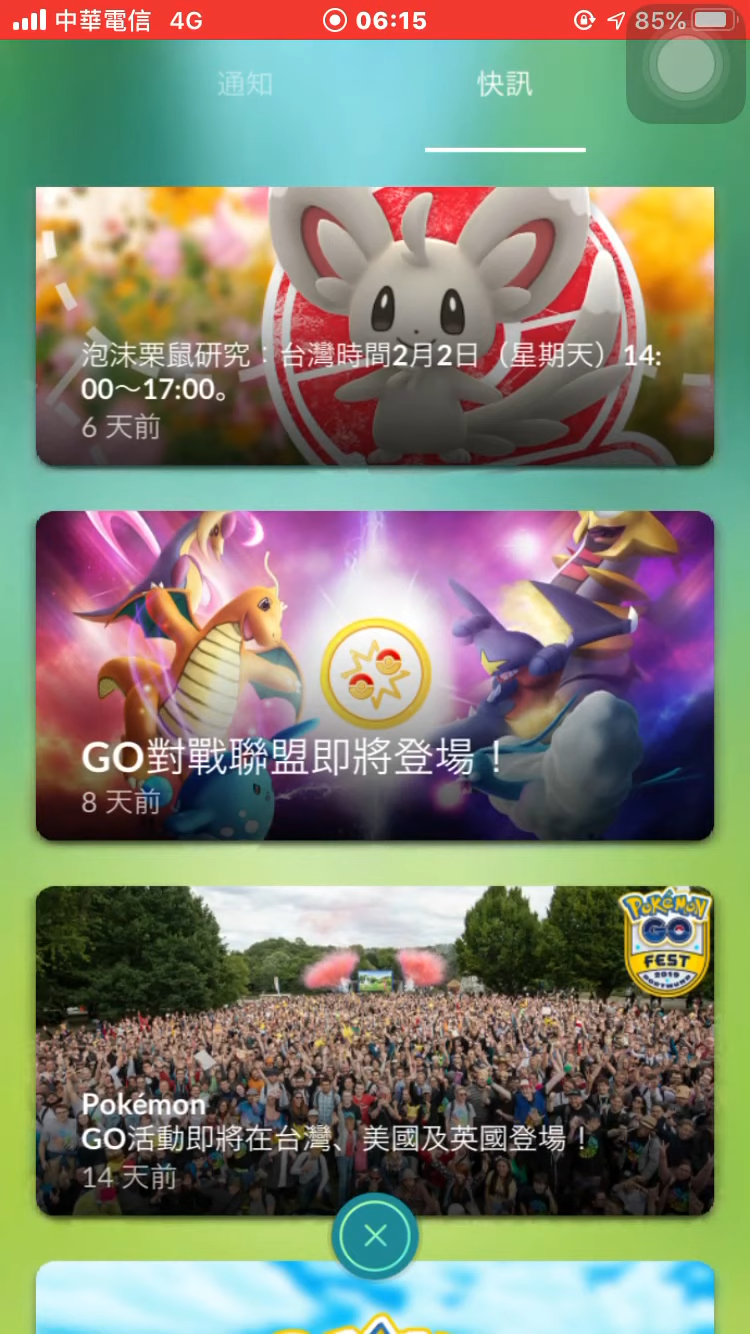 中華電信 4G 06:15 85%
通知 快訊
泡沫栗鼠研究：台灣時間2月2日（星期天）14:
00～17:00。
6 天前
GO對戰聯盟即將登場！
8 天前
POKÉMON
GO
FEST
2019
DORTMUND
Pokémon
GO活動即將在台灣、美國及英國登場！
14 天前